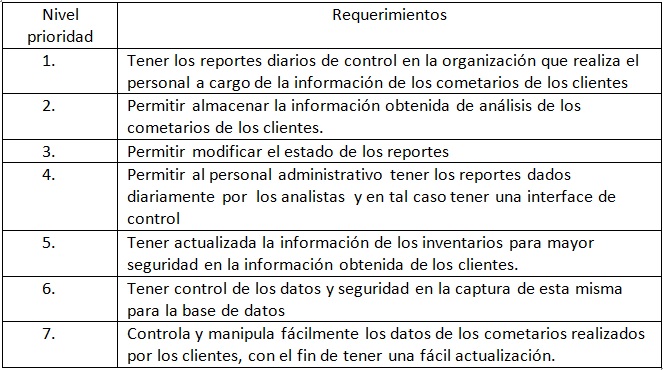 Nivel prioridad
Requerimientos
1.
Tener los reportes diarios de control en la organización que realiza el
personal a cargo de la información de los cometarios de los clientes
2.
Permitir almacenar la información obtenida de análisis de los
cometarios de los clientes.
3.
Permitir modificar el estado de los reportes
4.
Permitir al personal administrativo tener los reportes dados
diariamente por los analistas y en tal caso tener una interface de
control
5.
Tener actualizada la información de los inventarios para mayor
seguridad en la información obtenida de los clientes.
6.
Tener control de los datos y seguridad en la captura de esta misma
para la base de datos
7.
Controla y manipula fácilmente los datos de los cometarios realizados
por los clientes, con el fin de tener una fácil actualización.